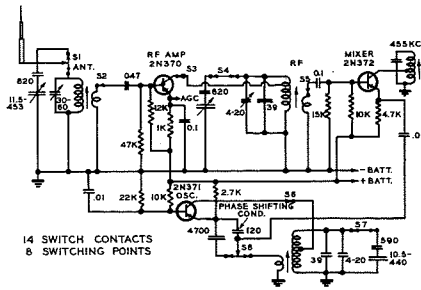 RF AMP
2N370
MIXER
2N372
455KC
S1
ANT.
S2
.047
S3
S4
RF
S5
0.1
820
11.5-
453
30-
60
12K
AGC
1K
0.1
820
4-20
39
15K
10K
4.7K
47K
.0
– BATT.
+ BATT.
.01
22K
10K
2N371
OSC.
2.7K
PHASE SHIFTING
COND.
S6
4700
120
S8
S7
39
4-20
590
10.5-
440
14 SWITCH CONTACTS
8 SWITCHING POINTS